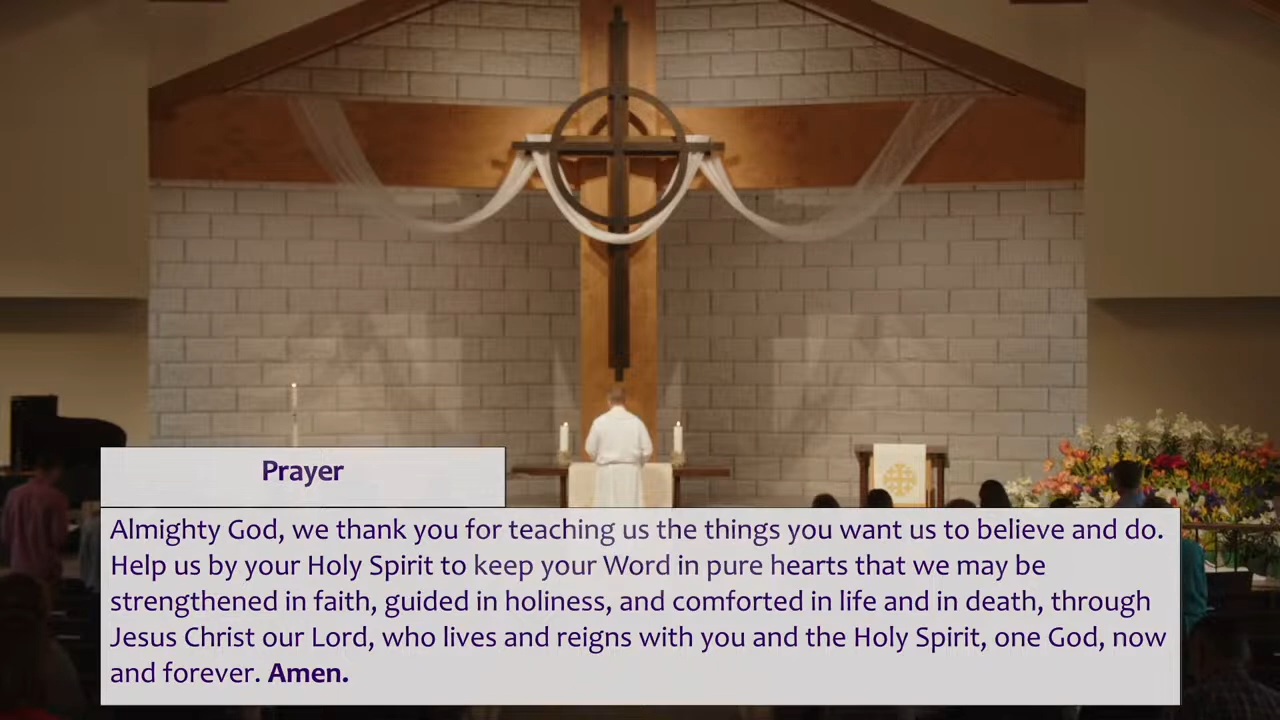 Prayer
Almighty God, we thank you for teaching us the things you want us to believe and do.
Help us by your Holy Spirit to keep your Word in pure hearts that we may be
strengthened in faith, guided in holiness, and comforted in life and in death, through
Jesus Christ our Lord, who lives and reigns with you and the Holy Spirit, one God, now
and forever. Amen.